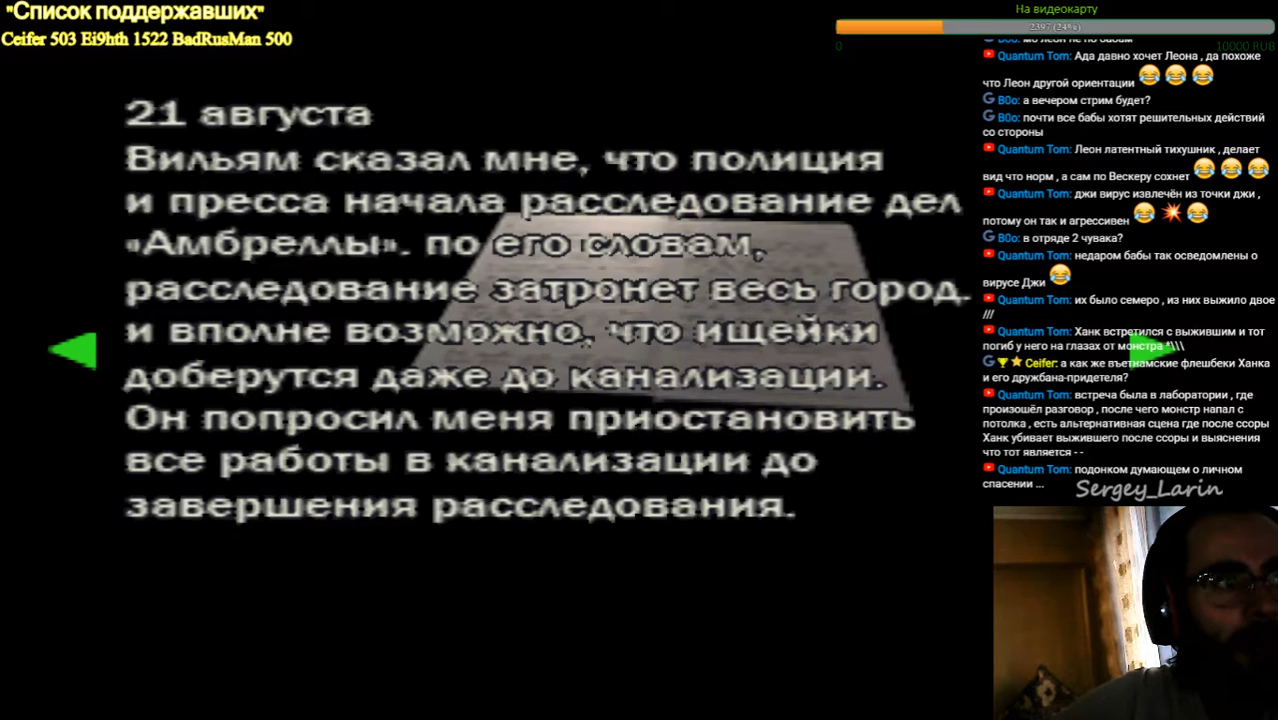 "Список поддержавших"
Ceifer 503 Ei9hth 1522 BadRusMan 500
На видеокарту
2397 (24%)
0
10000 RUB
21 августа
Вильям сказал мне, что полиция
и пресса начала расследование дел
«Амбреллы». по его словам,
расследование затронет весь город.
и вполне возможно, что ищейки
доберутся даже до канализации.
Он попросил меня приостановить
все работы в канализации до
завершения расследования.
Quantum Tom: Ада давно хочет Леона , да похоже
что Леон другой ориентации
B0o: а вечером стрим будет?
B0o: почти все бабы хотят решительных действий
со стороны
Quantum Tom: Леон латентный тихушник , делает
вид что норм , а сам по Вескеру сохнет
Quantum Tom: джи вирус извлечён из точки джи ,
потому он так и агрессивен
B0o: в отряде 2 чувака?
Quantum Tom: недаром бабы так осведомлены о
вирусе Джи
Quantum Tom: их было семеро , из них выжило двое
///
Quantum Tom: Ханк встретился с выжившим и тот
погиб у него на глазах от монстра *\\\
Ceifer: а как же вьетнамские флешбеки Ханка
и его дружбана-придетеля?
Quantum Tom: встреча была в лаборатории , где
произошёл разговор , после чего монстр напал с
потолка , есть альтернативная сцена где после ссоры
Ханк убивает выжившего после ссоры и выяснения
что тот является - -
Quantum Tom: подонком думающем о личном
спасении ...
Sergey_Larin